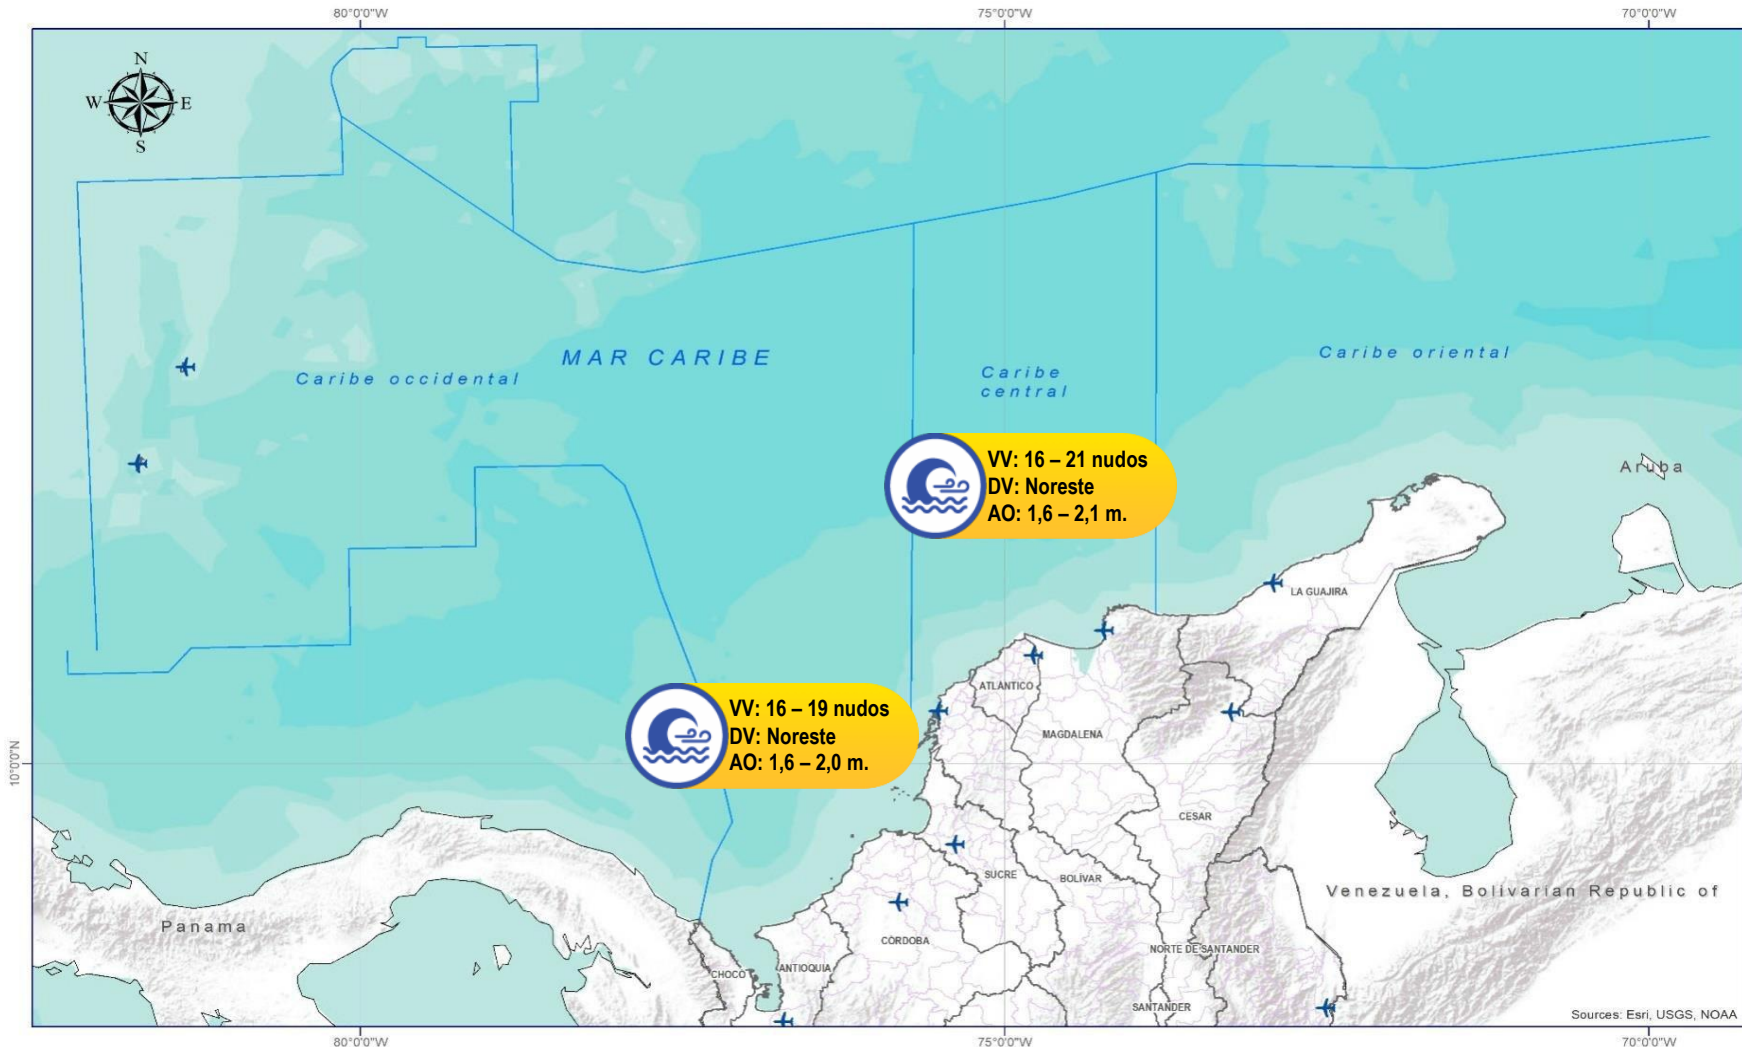 80°0'0"W
75°0'0"W
70°0'0"W
N
W
E
S
MAR CARIBE
Caribe occidental
Caribe
central
Caribe oriental
VV: 16 – 21 nudos
DV: Noreste
AO: 1,6 – 2,1 m.
Aruba
LA GUAJIRA
ATLÁNTICO
VV: 16 – 19 nudos
DV: Noreste
AO: 1,6 – 2,0 m.
MAGDALENA
10°0'0"N
CESAR
SUCRE
BOLÍVAR
Venezuela, Bolivarian Republic of
Panama
CÓRDOBA
NORTE DE SANTANDER
CHOCO
ANTIOQUIA
SANTANDER
Sources: Esri, USGS, NOAA
80°0'0"W
75°0'0"W
70°0'0"W